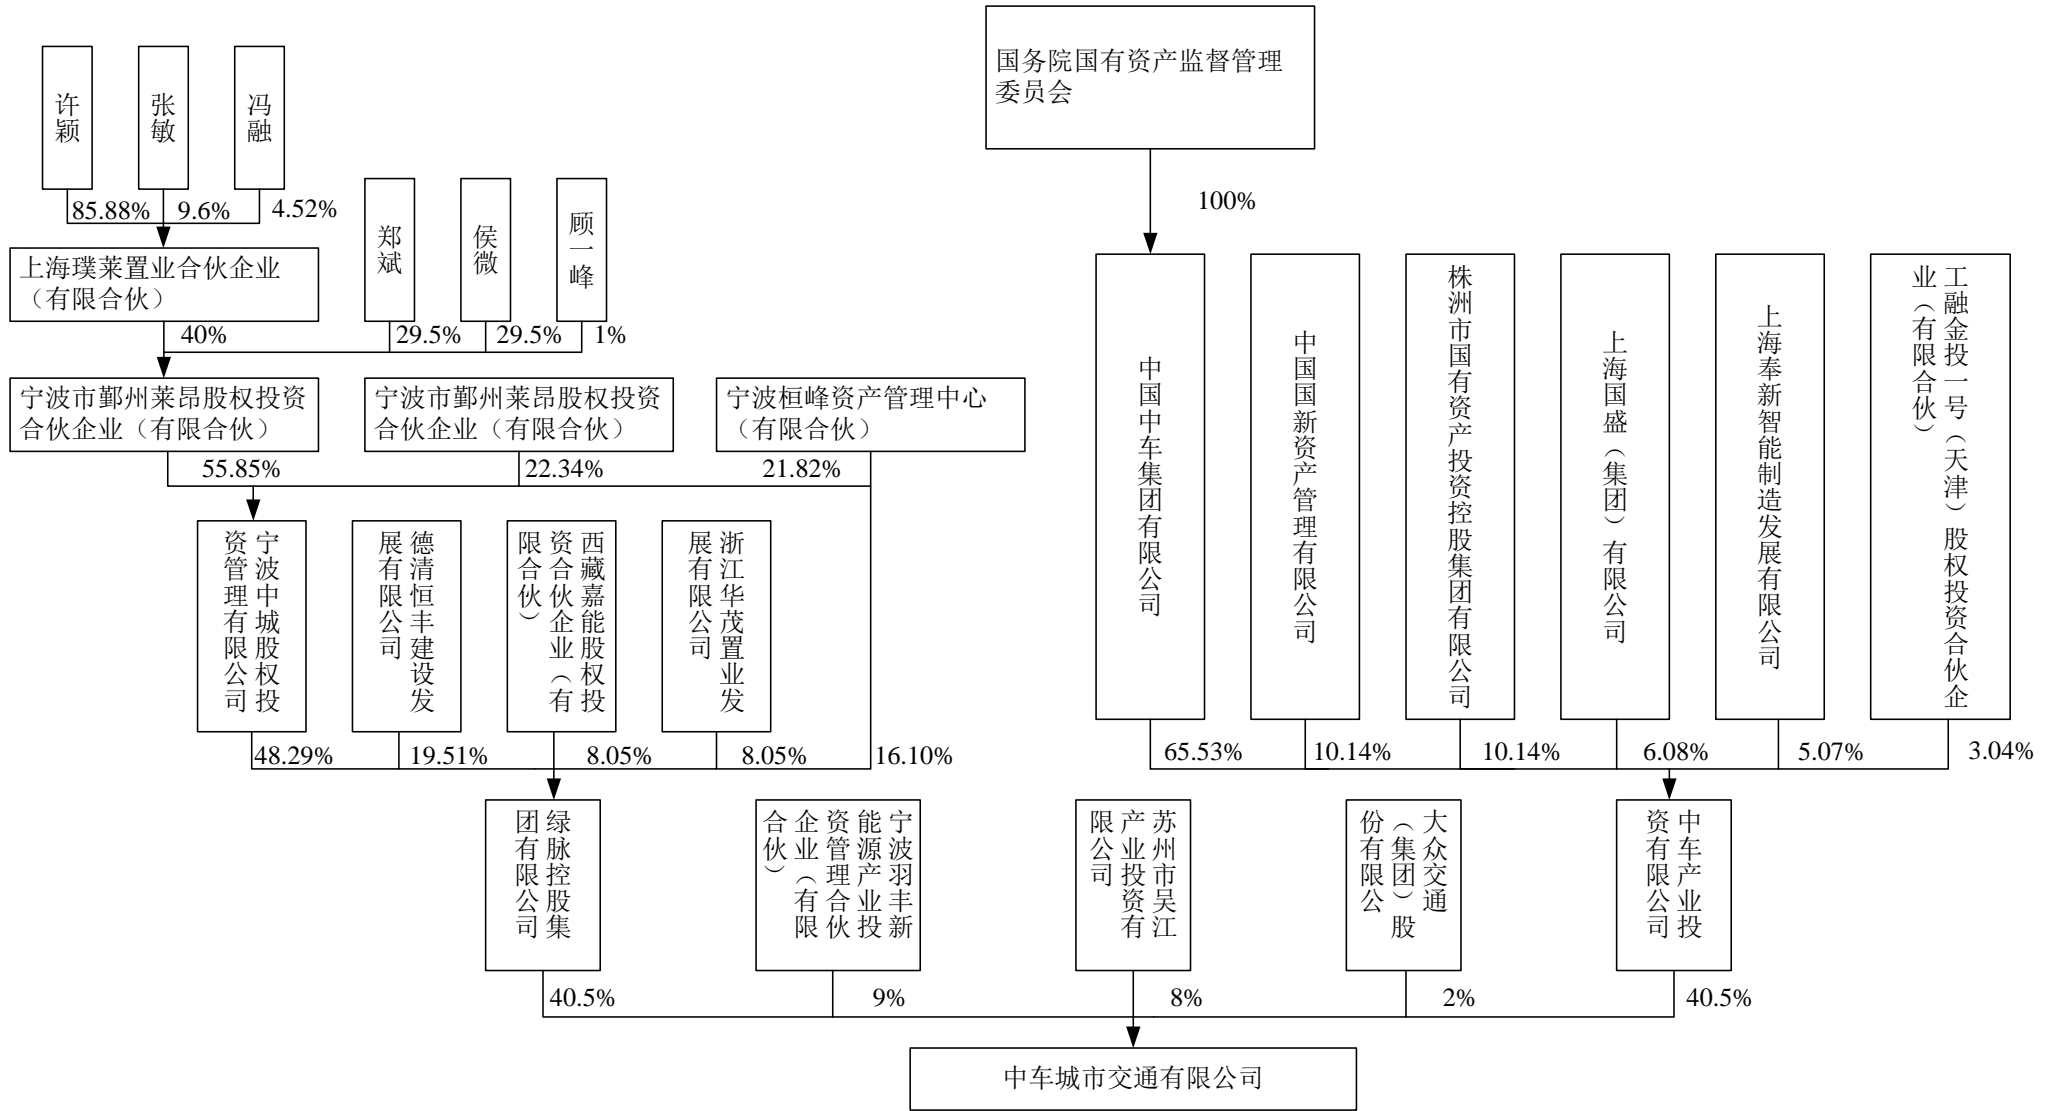 国务院国有资产监督管理
委员会
许颖
张敏
冯融
85.88%
9.6%
4.52%
100%
郑斌
侯微
顾一峰
上海璞莱置业合伙企业
（有限合伙）
40%
29.5%
29.5%
1%
宁波市鄞州莱昂股权投资
合伙企业（有限合伙）
宁波市鄞州莱昂股权投资
合伙企业（有限合伙）
宁波桓峰资产管理中心
（有限合伙）
55.85%
22.34%
21.82%
中国中车集团有限公司
中国国新资产管理有限公司
株洲市国有资产投资控股集团有限公司
上海国盛（集团）有限公司
上海奉新智能制造发展有限公司
工融金投一号（天津）股权投资合伙企
业（有限合伙）
宁波中城股权投
资管理有限公司
德清恒丰建设发
展有限公司
西藏嘉能股权投
资合伙企业（有
限合伙）
浙江华茂置业发
展有限公司
48.29%
19.51%
8.05%
8.05%
16.10%
65.53%
10.14%
10.14%
6.08%
5.07%
3.04%
绿脉控股集
团有限公司
宁波羽丰新
能源产业投
资管理合伙
企业（有限
合伙）
苏州市吴江
产业投资有
限公司
大众交通
（集团）股
份有限公
中车产业投
资有限公司
40.5%
9%
8%
2%
40.5%
中车城市交通有限公司